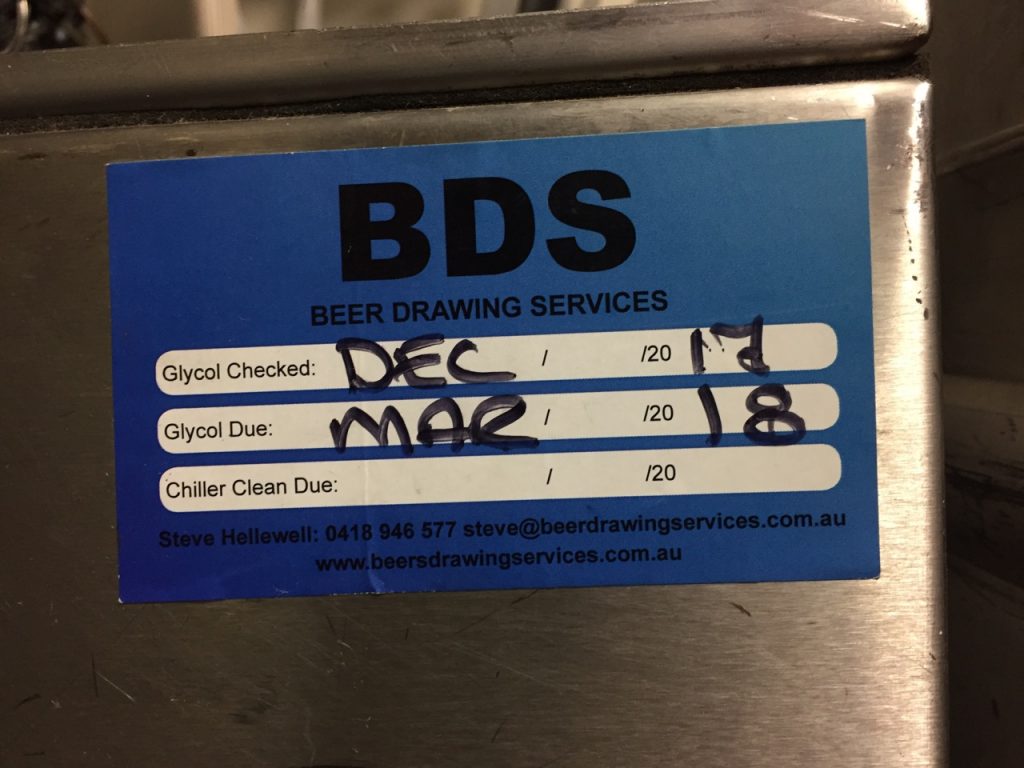 BDS
BEER DRAWING SERVICES
Glycol Checked: DEC / /20 17
Glycol Due: MAR / /20 18
Chiller Clean Due: / /20
Steve Hellewell: 0418 946 577 steve@beerdrawingservices.com.au
www.beersdrawingservices.com.au